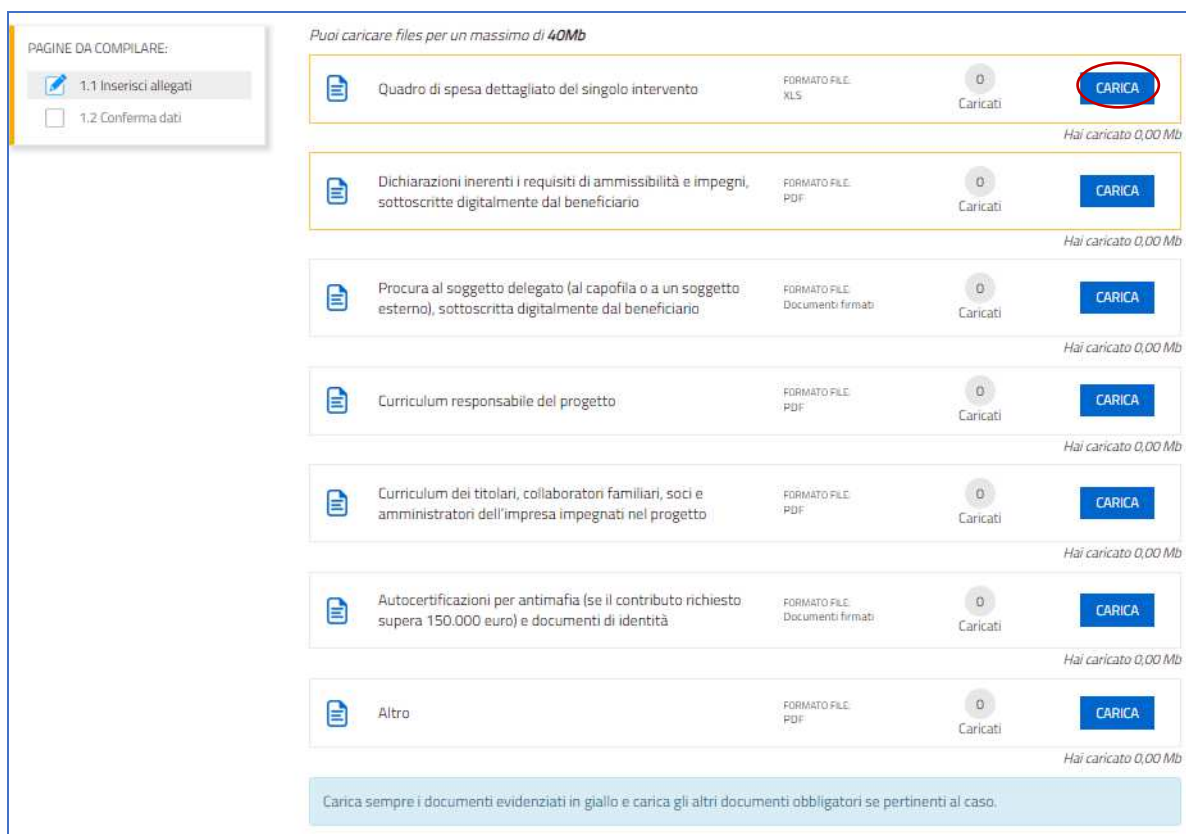 PAGINE DA COMPILARE:
1.1 Inserisci allegati
1.2 Conferma dati
Puoi caricare files per un massimo di 40Mb
Quadro di spesa dettagliato del singolo intervento
FORMATO FILE:
XLS
0
Caricati
CARICA
Hai caricato 0,00 Mb
Dichiarazioni inerenti i requisiti di ammissibilità e impegni,
sottoscritte digitalmente dal beneficiario
FORMATO FILE:
PDF
0
Caricati
CARICA
Hai caricato 0,00 Mb
Procura al soggetto delegato (al capofila o a un soggetto
esterno), sottoscritta digitalmente dal beneficiario
FORMATO FILE:
Documenti firmati
0
Caricati
CARICA
Hai caricato 0,00 Mb
Curriculum responsabile del progetto
FORMATO FILE:
PDF
0
Caricati
CARICA
Hai caricato 0,00 Mb
Curriculum dei titolari, collaboratori familiari, soci e
amministratori dell'impresa impegnati nel progetto
FORMATO FILE:
PDF
0
Caricati
CARICA
Hai caricato 0,00 Mb
Autocertificazioni per antimafia (se il contributo richiesto
supera 150.000 euro) e documenti di identità
FORMATO FILE:
Documenti firmati
0
Caricati
CARICA
Hai caricato 0,00 Mb
Altro
FORMATO FILE:
PDF
0
Caricati
CARICA
Hai caricato 0,00 Mb
Carica sempre i documenti evidenziati in giallo e carica gli altri documenti obbligatori se pertinenti al caso.